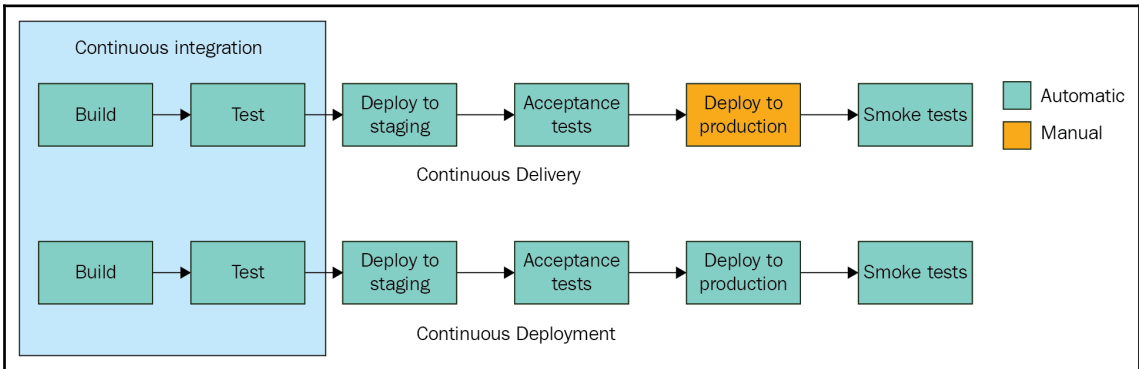 Continuous integration
Build
Test
Deploy to
staging
Acceptance
tests
Deploy to
production
Smoke tests
Automatic
Manual
Continuous Delivery
Build
Test
Deploy to
staging
Acceptance
tests
Deploy to
production
Smoke tests
Continuous Deployment